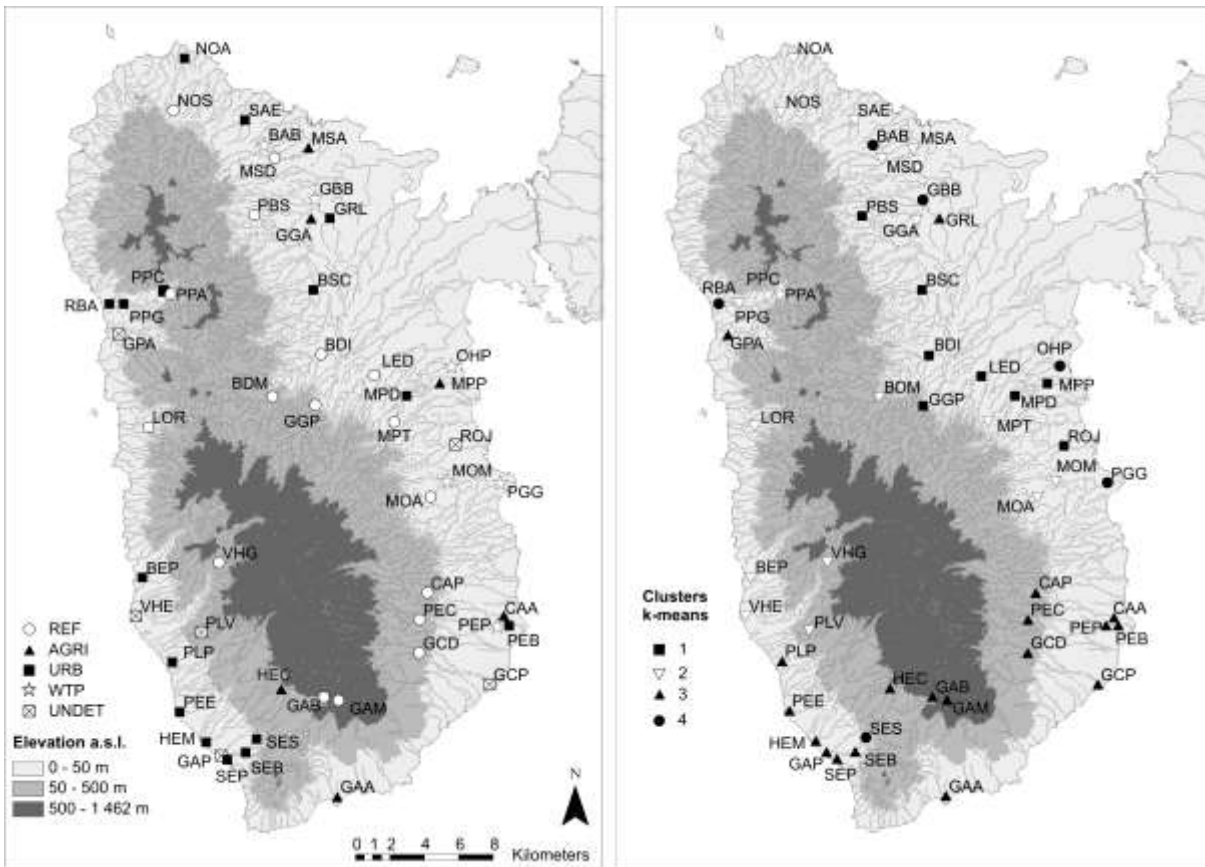 NOA
NOS
SAE
BAB
MSA
MSD
GBB
PBS
GRL
GGA
PPC
PPA
BSC
RBA
PPG
GPA
BDI
LED
OHP
BDM
MPD
MPP
GGP
MPT
LOR
ROJ
MOM
PGG
MOA
VHG
BEP
CAP
VHE
PEC
CAA
PLV
PEP
PEB
GCD
PLP
HEC
GCP
GAB
GAM
PEE
HEM
SES
GAP
SEB
SEP
GAA
REF
AGRI
URB
WTP
UNDET
Elevation a.s.l.
0 - 50 m
50 - 500 m
500 - 1 462 m
N
0 1 2 4 6 8
Kilometers
NOA
NOS
SAE
BAB
MSA
MSD
GBB
PBS
GRL
GGA
PPC
PPA
BSC
RBA
PPG
GPA
BDI
LED
OHP
BDM
MPP
MPD
GGP
MPT
LOR
ROJ
MOM
PGG
MOA
VHG
BEP
CAP
VHE
PEC
CAA
PLV
PEP
PEB
GCD
PLP
HEC
GCP
GAB
GAM
PEE
HEM
SES
GAP
SEB
SEP
GAA
Clusters
k-means
1
2
3
4